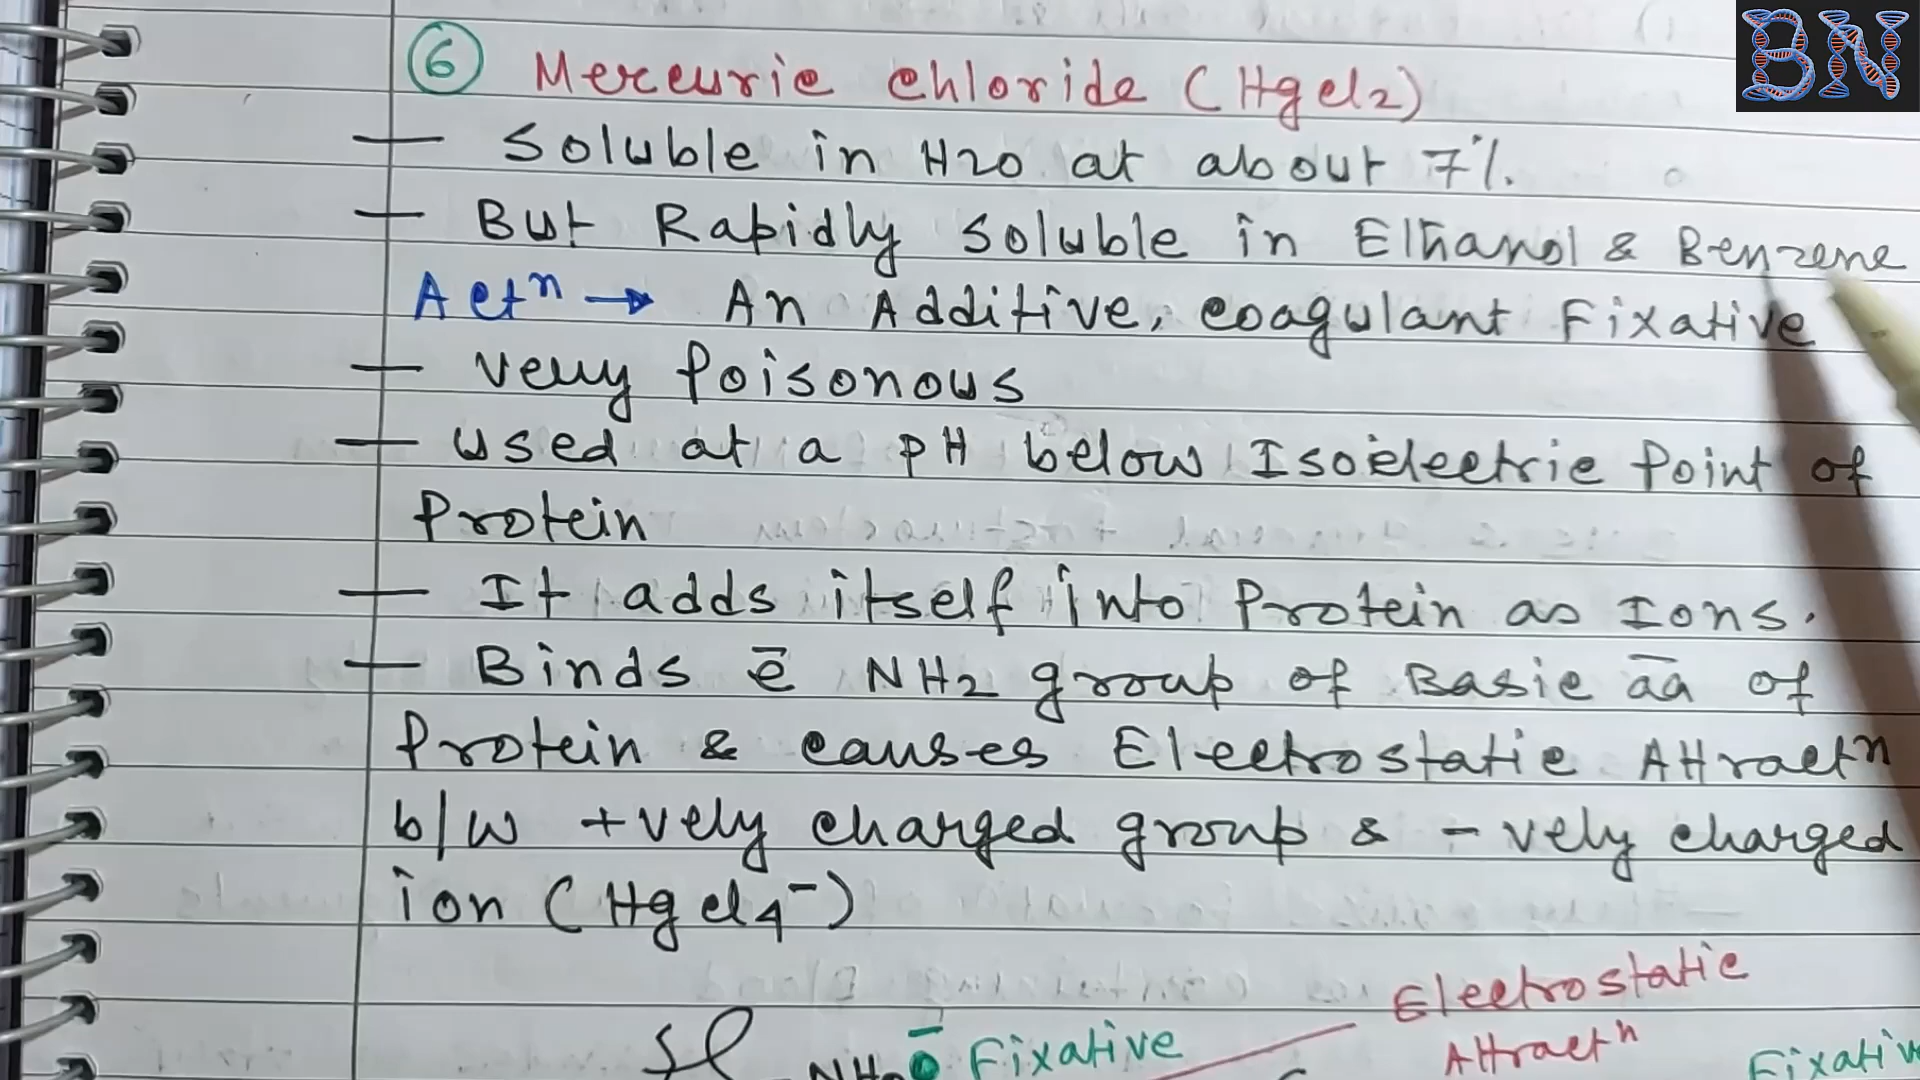 BN
6 Mercuric chloride (Hgcl2)
— Soluble in H2O at about 7%.
— But Rapidly Soluble in Ethanol & Benzene
Actⁿ → An Additive, coagulant Fixative
— very Poisonous
— used at a pH below Isoelectric Point of
Protein
— It adds itself into Protein as Ions.
— Binds c̄ NH2 group of Basic āā of
Protein & causes Electrostatic Attractⁿ
b/w +vely charged group & -vely charged
ion (Hgcl4⁻)
Electrostatic
Attractⁿ
Fixative